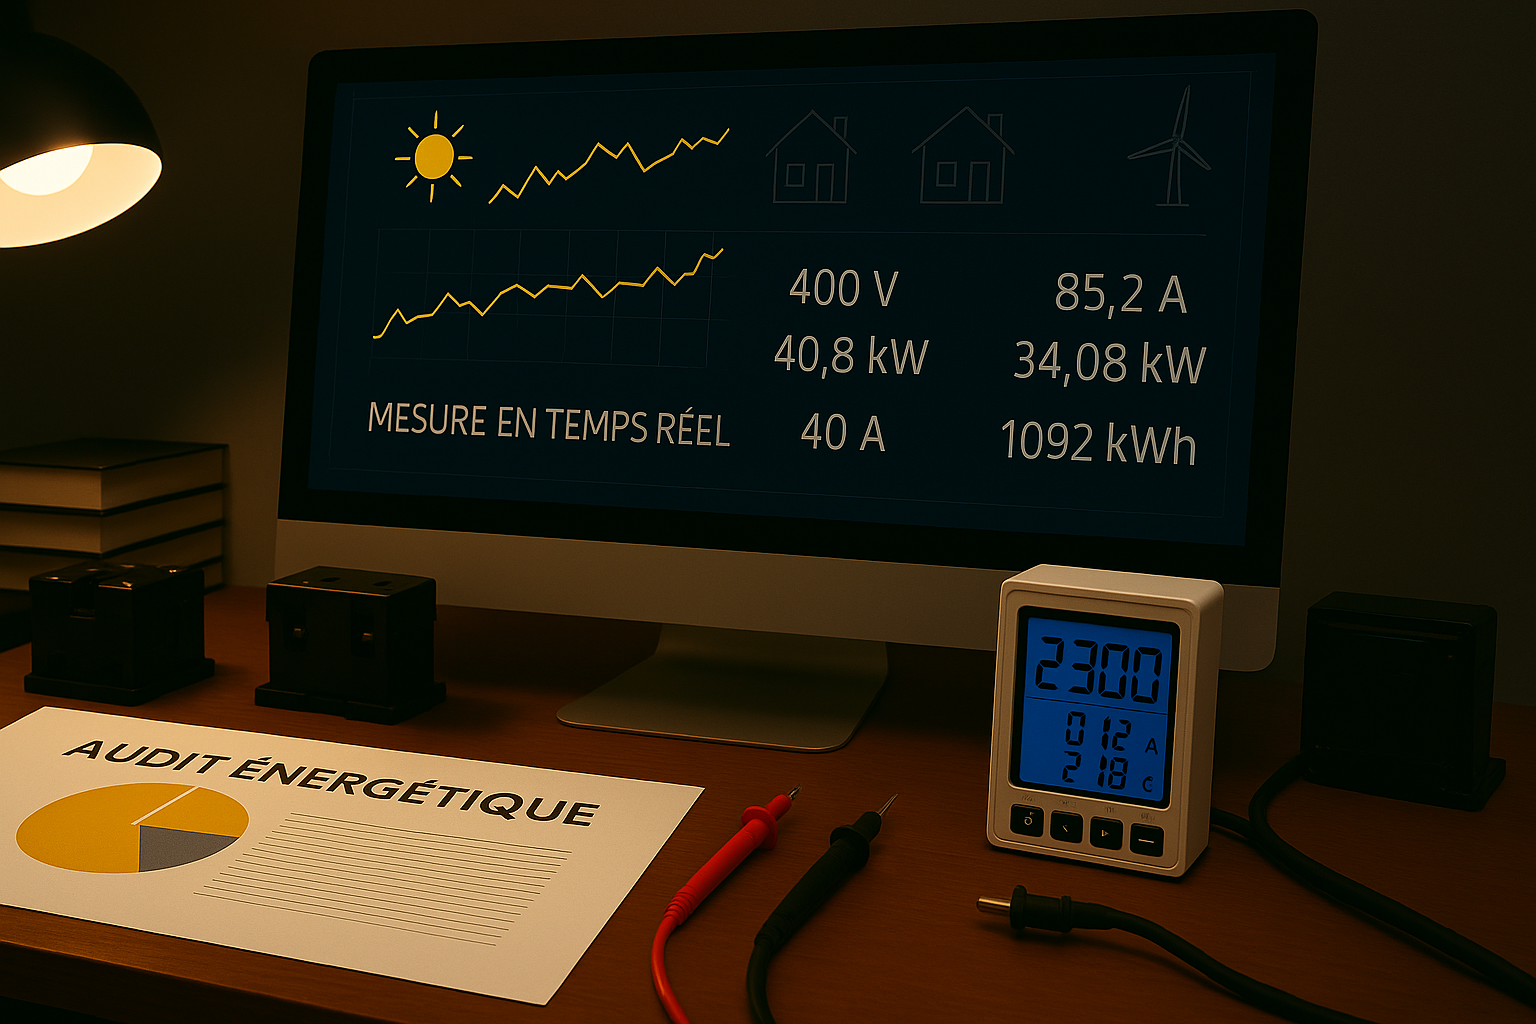 400 V
85,2 A
40,8 kW
34,08 kW
MESURE EN TEMPS RÉEL
40 A
1092 kWh
2300
012 A
218 C
AUDIT ÉNERGÉTIQUE